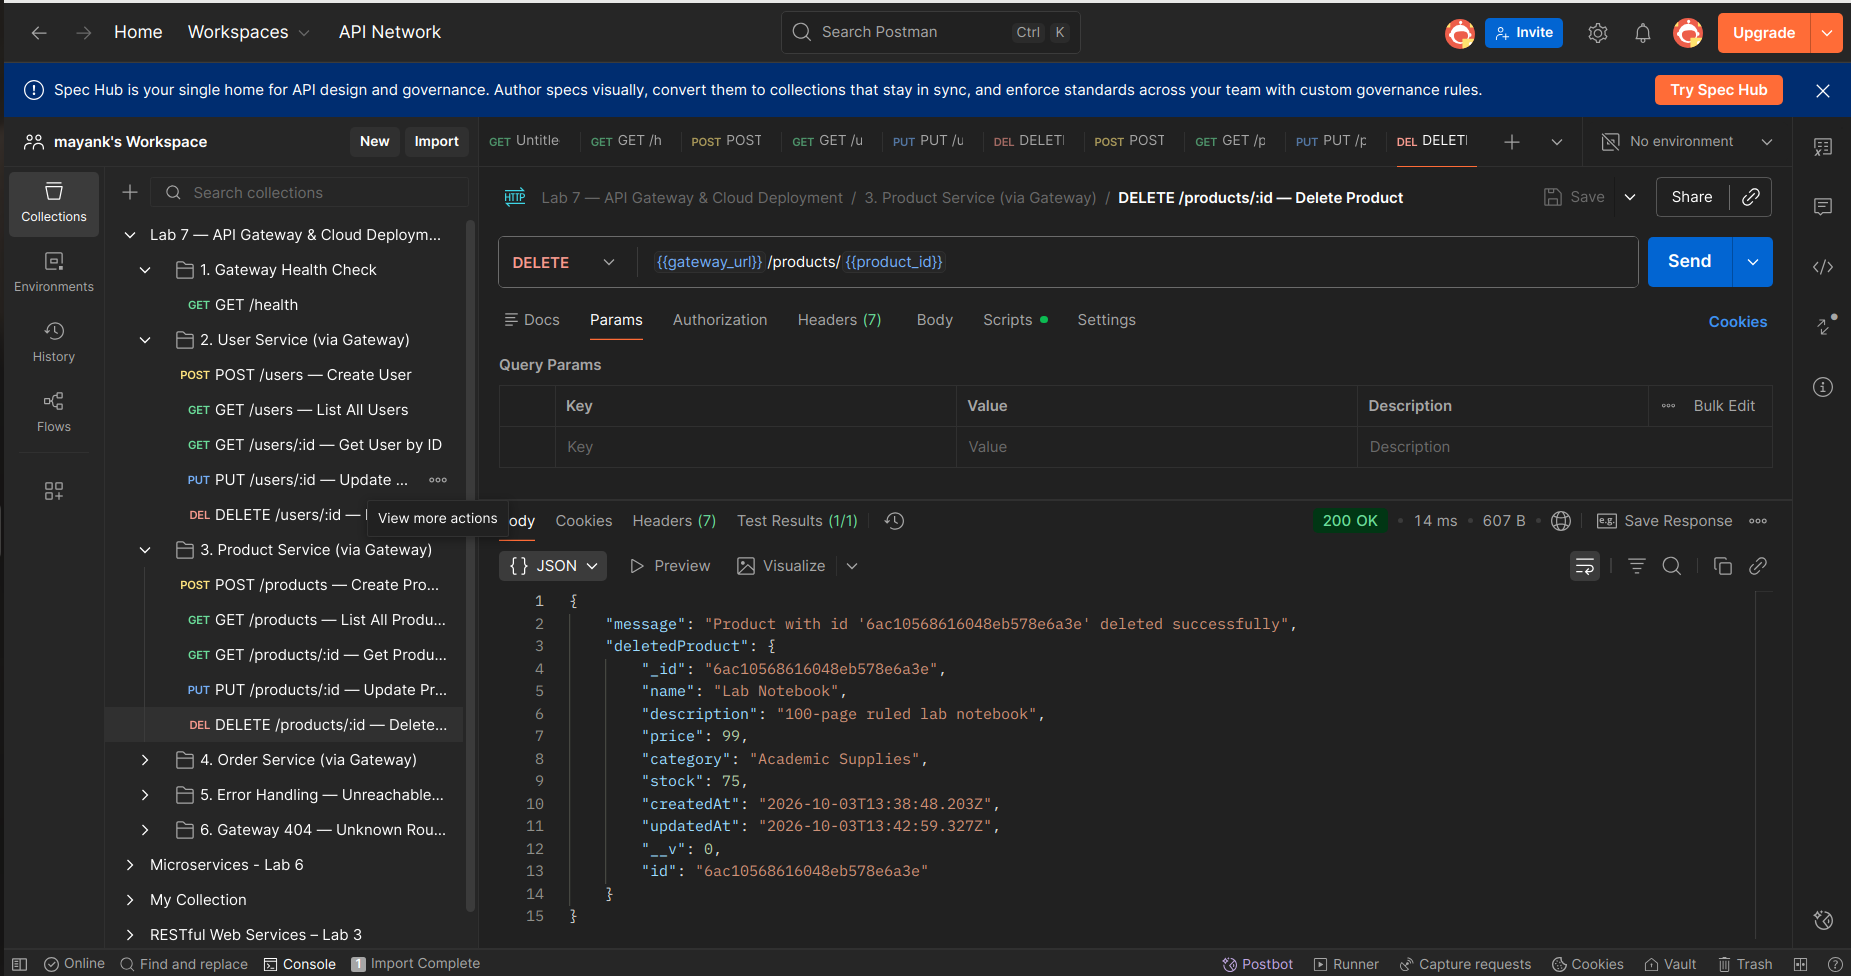 Home
Workspaces
API Network
Search Postman
Ctrl K
Invite
Upgrade
Spec Hub is your single home for API design and governance. Author specs visually, convert them to collections that stay in sync, and enforce standards across your team with custom governance rules.
Try Spec Hub
mayank's Workspace
New
Import
GET Untitle
GET GET /h
POST POST
GET GET /u
PUT PUT /u
DEL DELETI
POST POST
GET GET /p
PUT PUT /p
DEL DELETI
No environment
Collections
Environments
History
Flows
Search collections
Lab 7 — API Gateway & Cloud Deploym...
1. Gateway Health Check
GET GET /health
2. User Service (via Gateway)
POST POST /users — Create User
GET GET /users — List All Users
GET GET /users/:id — Get User by ID
PUT PUT /users/:id — Update ...
DEL DELETE /users/:id —
View more actions
3. Product Service (via Gateway)
POST POST /products — Create Pro...
GET GET /products — List All Produ...
GET GET /products/:id — Get Produ...
PUT PUT /products/:id — Update Pr...
DEL DELETE /products/:id — Delete...
4. Order Service (via Gateway)
5. Error Handling — Unreachable...
6. Gateway 404 — Unknown Rou...
Microservices - Lab 6
My Collection
RESTful Web Services – Lab 3
HTTP Lab 7 — API Gateway & Cloud Deployment / 3. Product Service (via Gateway) / DELETE /products/:id — Delete Product
Save
Share
DELETE
{{gateway_url}} /products/ {{product_id}}
Send
Docs
Params
Authorization
Headers (7)
Body
Scripts
Settings
Cookies
Query Params
Key Value Description Bulk Edit
Key Value Description
ody
Cookies
Headers (7)
Test Results (1/1)
200 OK
14 ms
607 B
e.g. Save Response
{} JSON
Preview
Visualize
1 {
2 "message": "Product with id '6ac10568616048eb578e6a3e' deleted successfully",
3 "deletedProduct": {
4 "_id": "6ac10568616048eb578e6a3e",
5 "name": "Lab Notebook",
6 "description": "100-page ruled lab notebook",
7 "price": 99,
8 "category": "Academic Supplies",
9 "stock": 75,
10 "createdAt": "2026-10-03T13:38:48.203Z",
11 "updatedAt": "2026-10-03T13:42:59.327Z",
12 "__v": 0,
13 "id": "6ac10568616048eb578e6a3e"
14 }
15 }
Online
Find and replace
Console
1 Import Complete
Postbot
Runner
Capture requests
Cookies
Vault
Trash